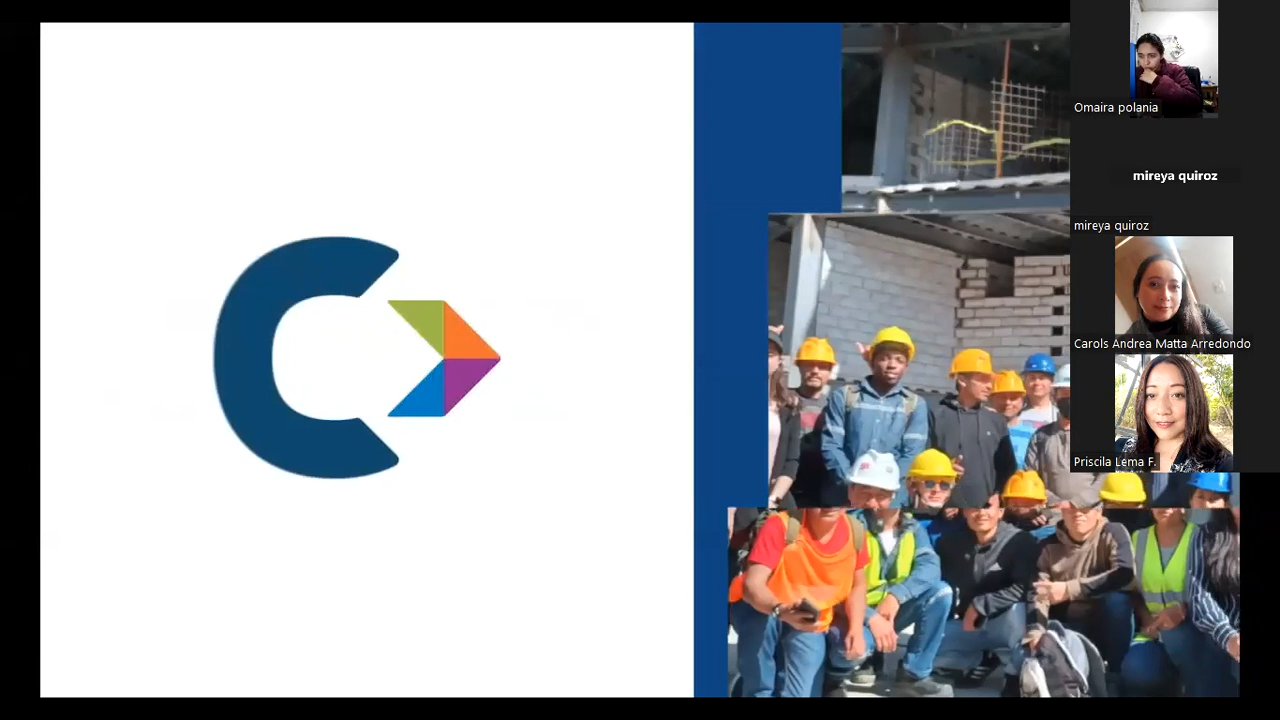 Omaira polania
mireya quiroz
mireya quiroz
Carols Andrea Matta Arredondo
Priscila Lema F.